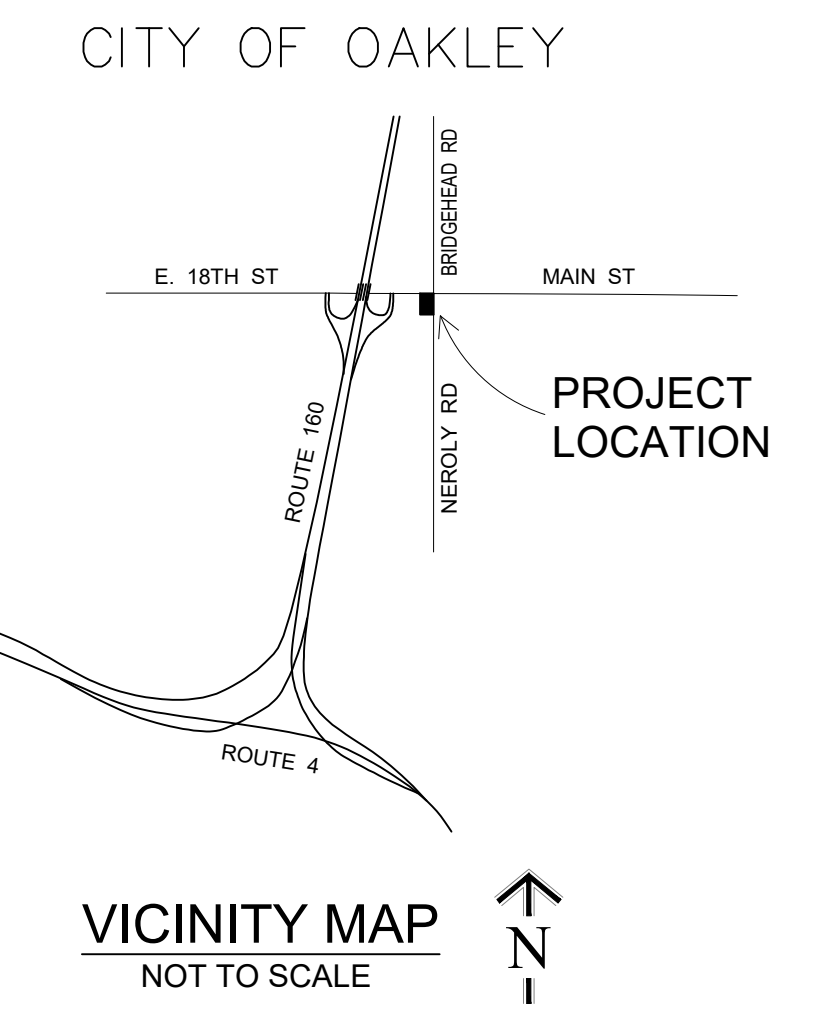 CITY OF OAKLEY
BRIDGEHEAD RD
E. 18TH ST
MAIN ST
PROJECT
LOCATION
NEROLY RD
ROUTE 160
ROUTE 4
VICINITY MAP
NOT TO SCALE
N